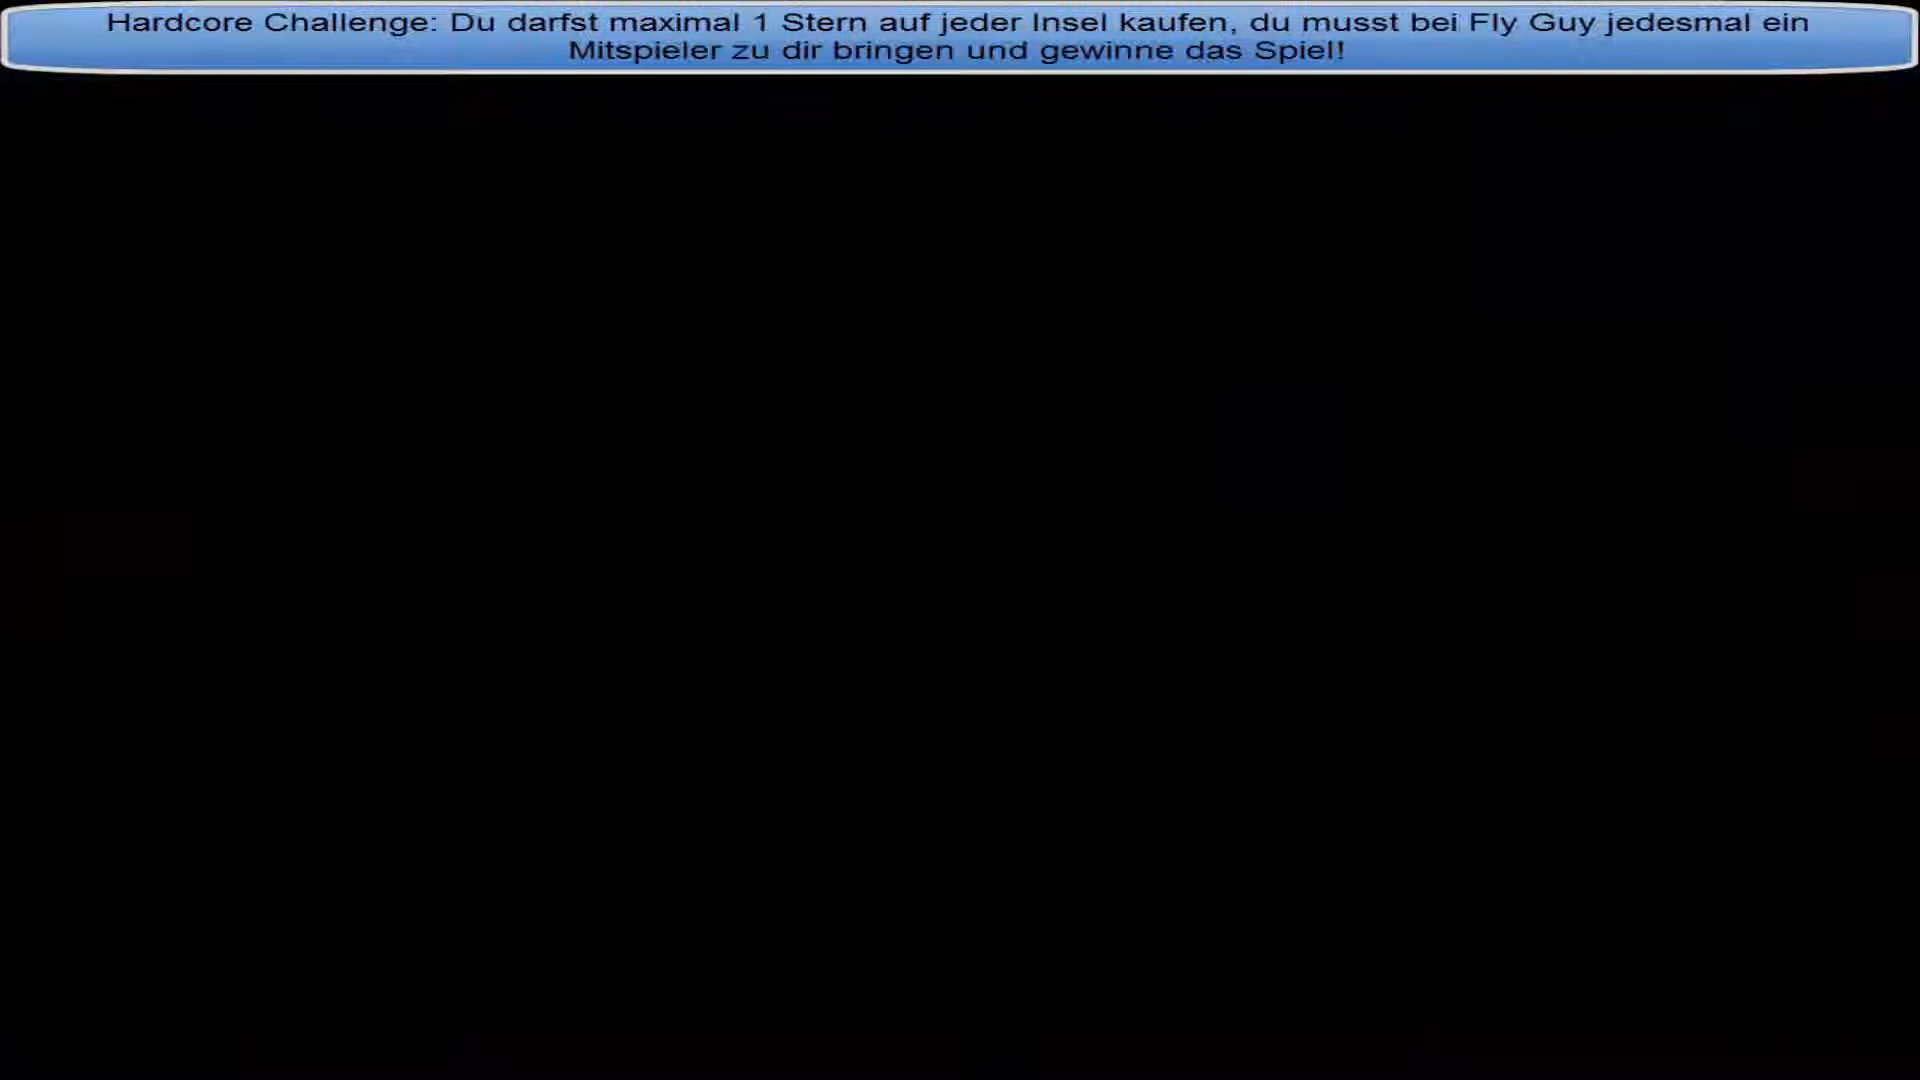 Hardcore Challenge: Du darfst maximal 1 Stern auf jeder Insel kaufen, du musst bei Fly Guy jedesmal ein
Mitspieler zu dir bringen und gewinne das Spiel!